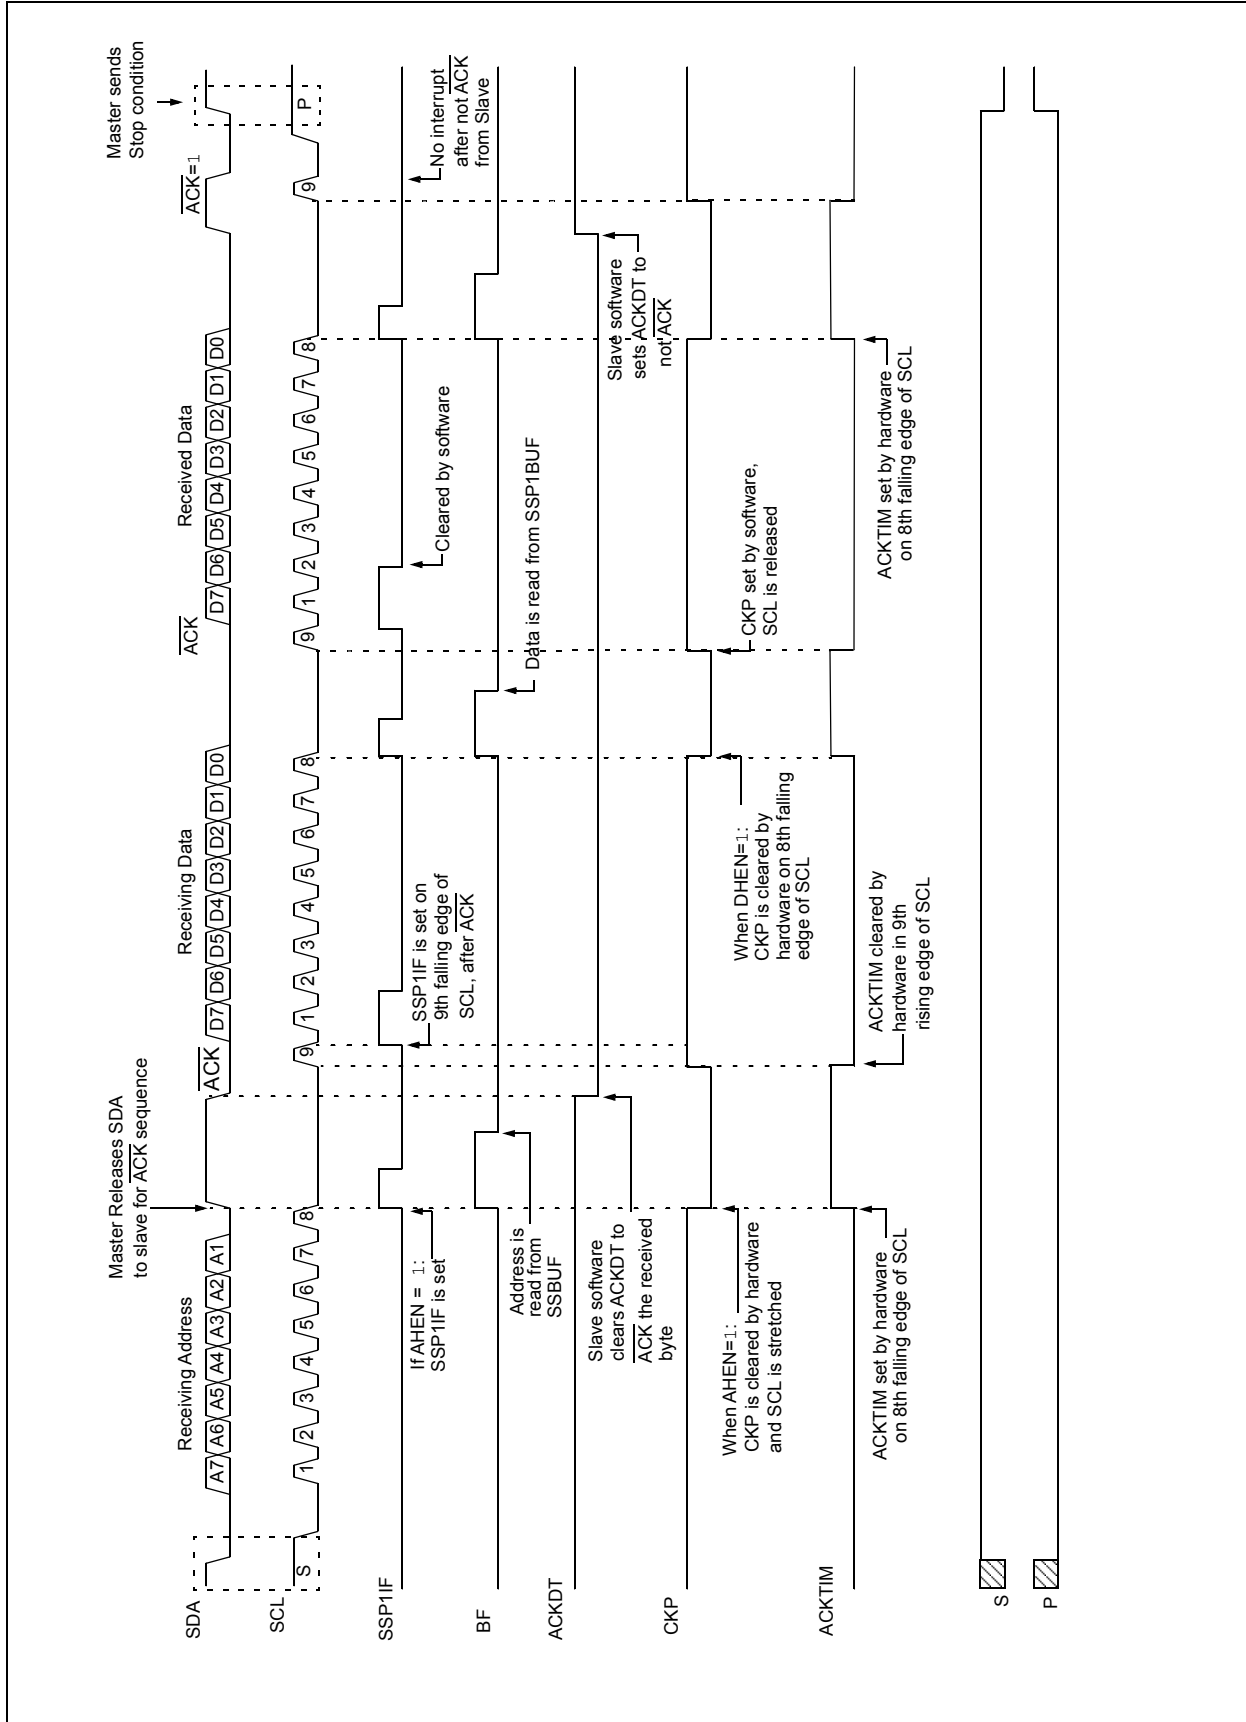 Master Releases SDA
to slave for ACK sequence
Master sends
Stop condition
Receiving Address
Receiving Data
Received Data
ACK
ACK
ACK=1
SDA
A7 A6 A5 A4 A3 A2 A1
D7 D6 D5 D4 D3 D2 D1 D0
D7 D6 D5 D4 D3 D2 D1 D0
SCL
S
1 2 3 4 5 6 7 8
9
1 2 3 4 5 6 7 8
9
1 2 3 4 5 6 7 8
9
P
SSP1IF
If AHEN = 1:
SSP1IF is set
SSP1IF is set on
9th falling edge of
SCL, after ACK
Cleared by software
No interrupt
after not ACK
from Slave
BF
Address is
read from
SSBUF
Data is read from SSP1BUF
ACKDT
Slave software
clears ACKDT to
ACK the received
byte
Slave software
sets ACKDT to
not ACK
CKP
When AHEN=1:
CKP is cleared by hardware
and SCL is stretched
When DHEN=1:
CKP is cleared by
hardware on 8th falling
edge of SCL
CKP set by software,
SCL is released
ACKTIM
ACKTIM set by hardware
on 8th falling edge of SCL
ACKTIM cleared by
hardware in 9th
rising edge of SCL
ACKTIM set by hardware
on 8th falling edge of SCL
S
P